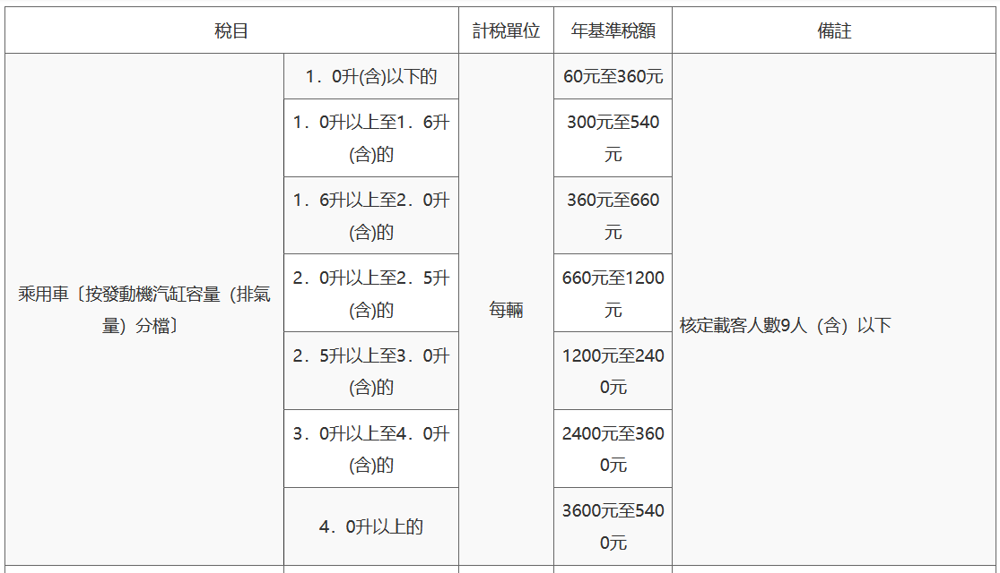 稅目
計稅單位
年基準稅額
備註
乘用車〔按發動機汽缸容量（排氣
量）分檔〕
1．0升(含)以下的
每輛
60元至360元
核定載客人數9人（含）以下
1．0升以上至1．6升
(含)的
300元至540
元
1．6升以上至2．0升
(含)的
360元至660
元
2．0升以上至2．5升
(含)的
660元至1200
元
2．5升以上至3．0升
(含)的
1200元至240
0元
3．0升以上至4．0升
(含)的
2400元至360
0元
4．0升以上的
3600元至540
0元